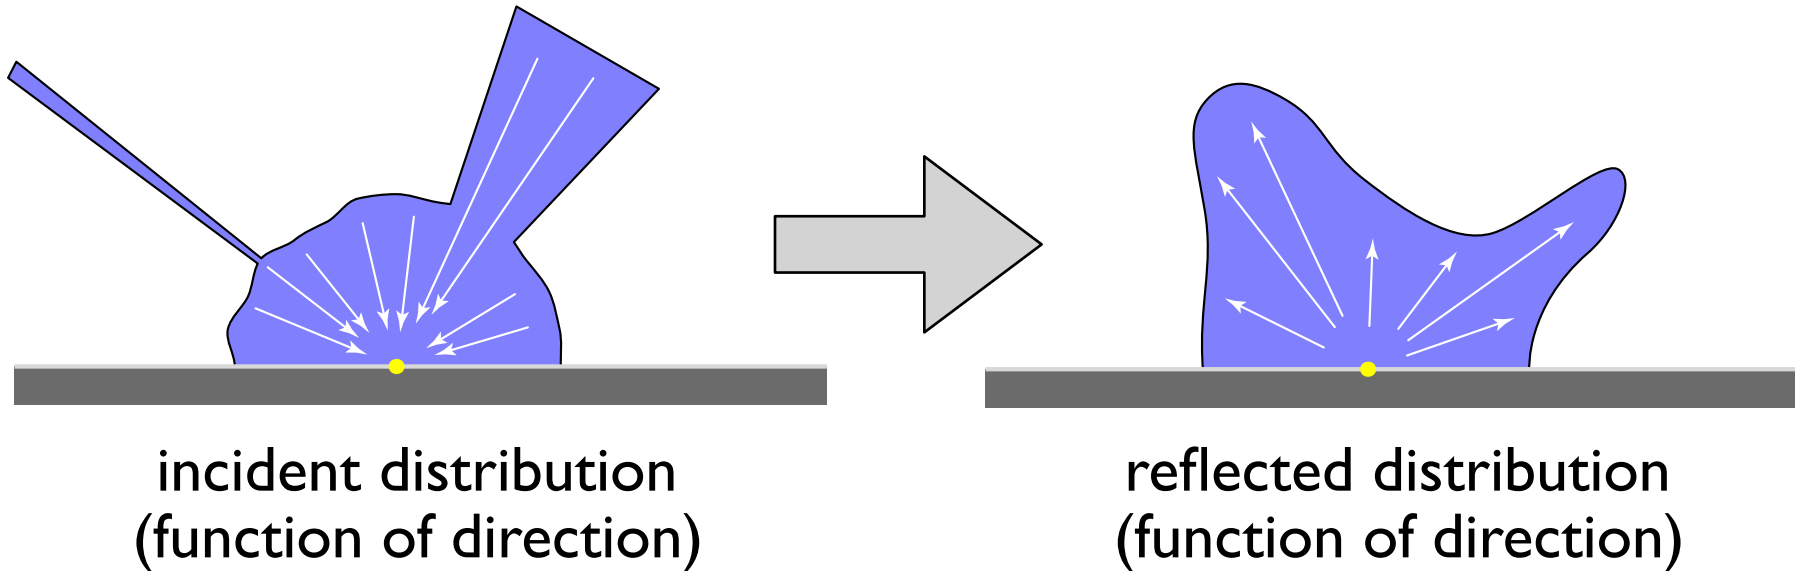 incident distribution
(function of direction)
reflected distribution
(function of direction)